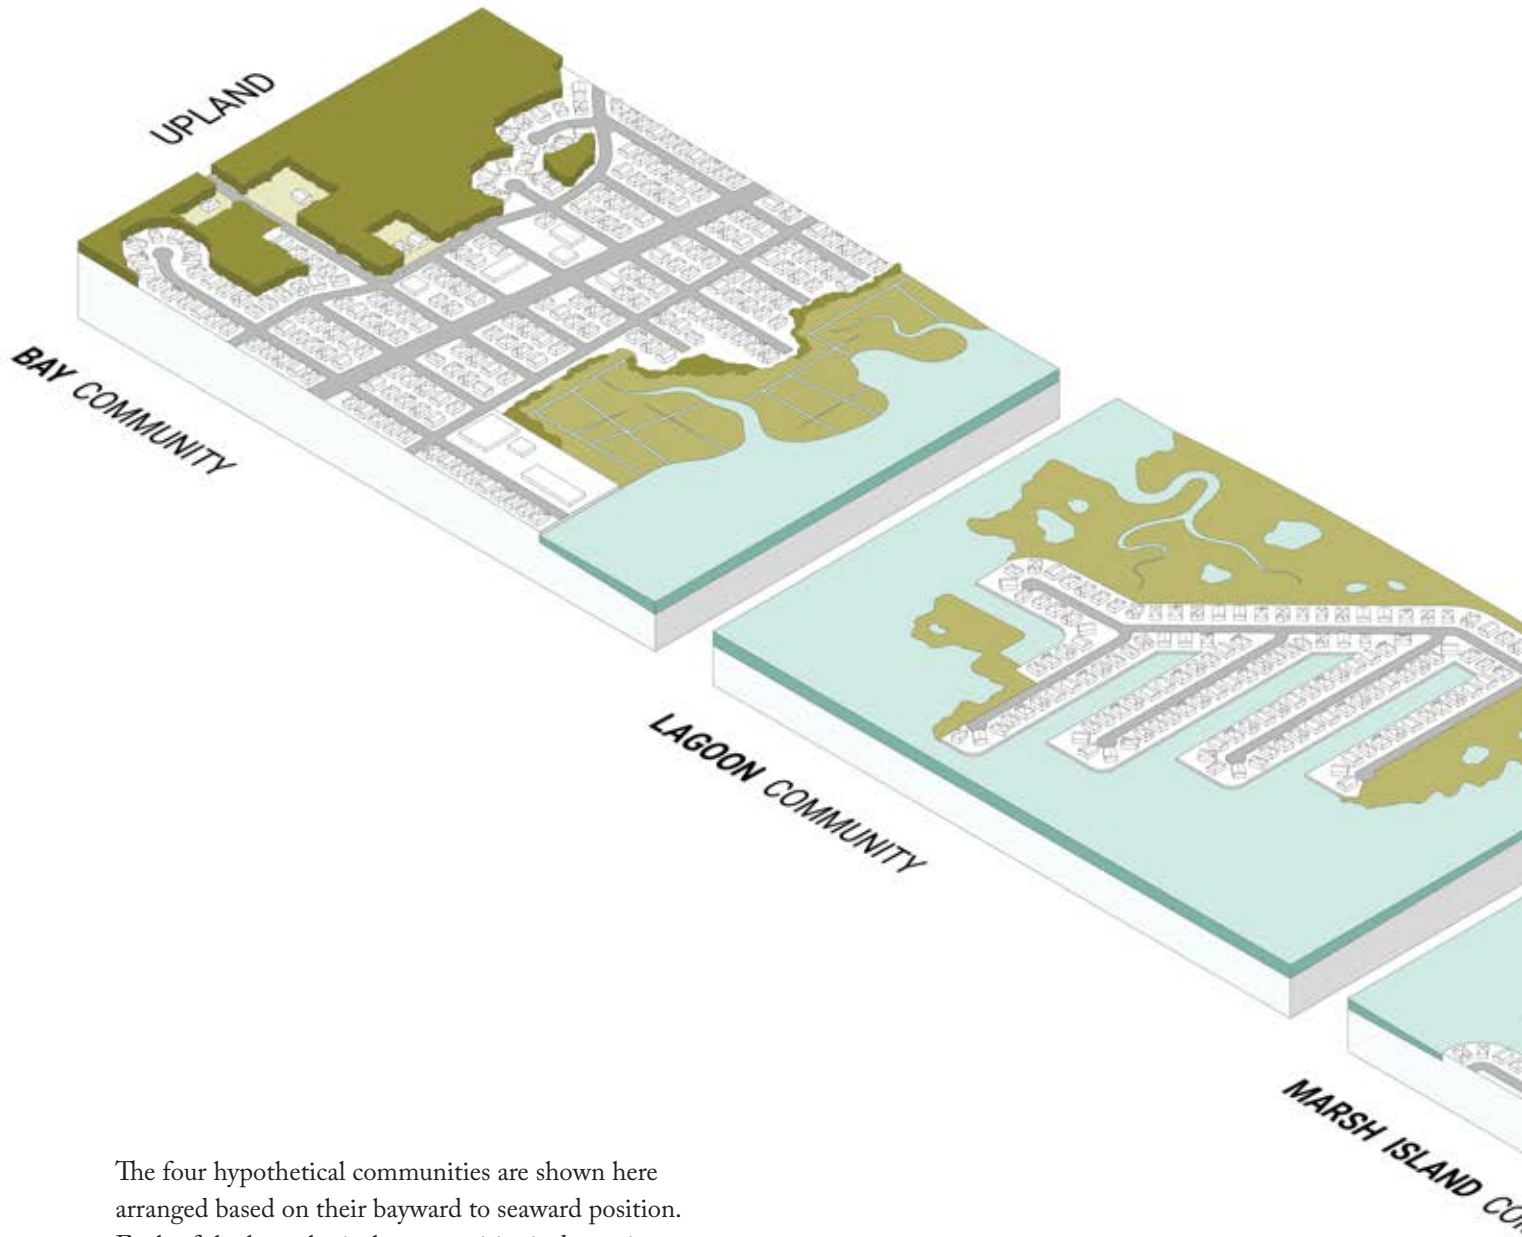 UPLAND
BAY COMMUNITY
LAGOON COMMUNITY
MARSH ISLAND
The four hypothetical communities are shown here
arranged based on their bayward to seaward position.